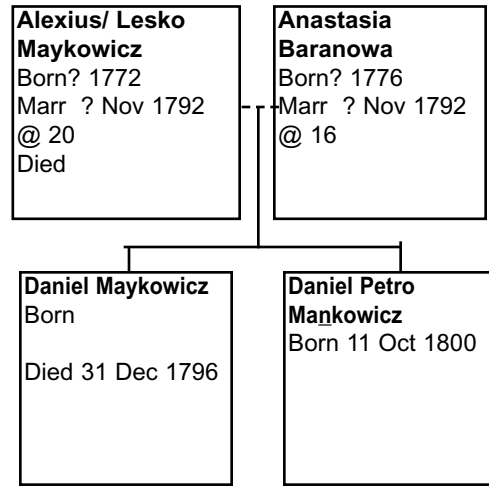 Alexius/ Lesko
Maykowicz
Born? 1772
Marr  ? Nov 1792
@ 20
Died
Anastasia
Baranowa
Born? 1776
Marr  ? Nov 1792
@ 16
Daniel Maykowicz
Born
Died 31 Dec 1796
Daniel Petro
Mankowicz
Born 11 Oct 1800